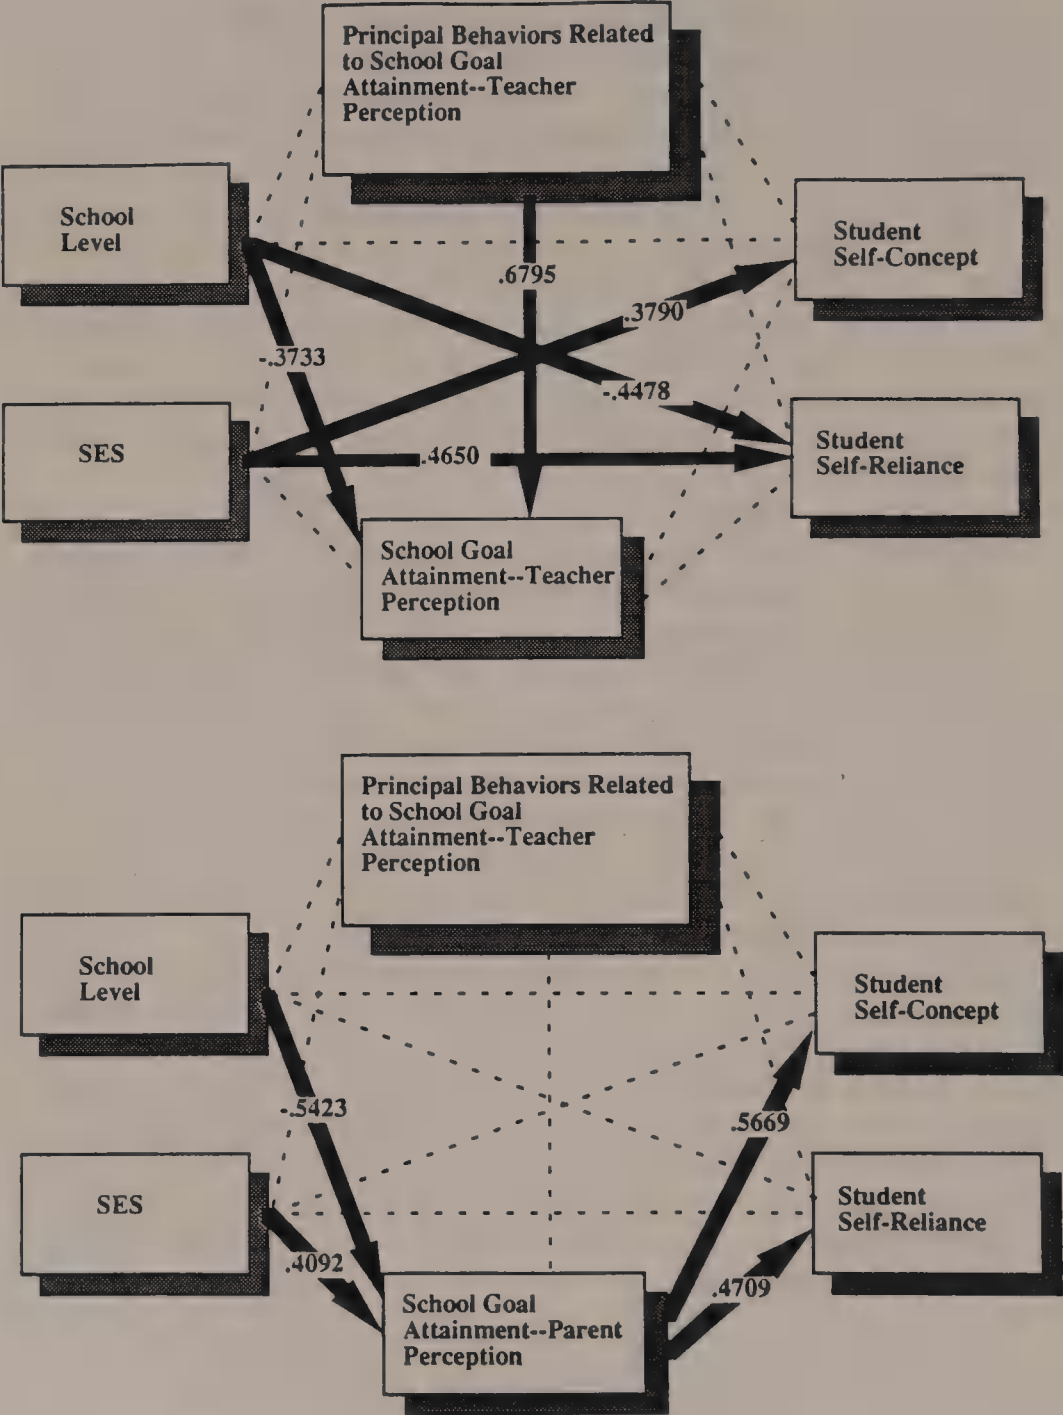 Principal Behaviors Related
to School Goal
Attainment--Teacher
Perception
School
Level
Student
Self-Concept
.6795
.3790
-.3733
-.4478
SES
.4650
Student
Self-Reliance
School Goal
Attainment--Teacher
Perception
Principal Behaviors Related
to School Goal
Attainment--Teacher
Perception
School
Level
Student
Self-Concept
-.5423
.5669
SES
Student
Self-Reliance
.4092
.4709
School Goal
Attainment--Parent
Perception